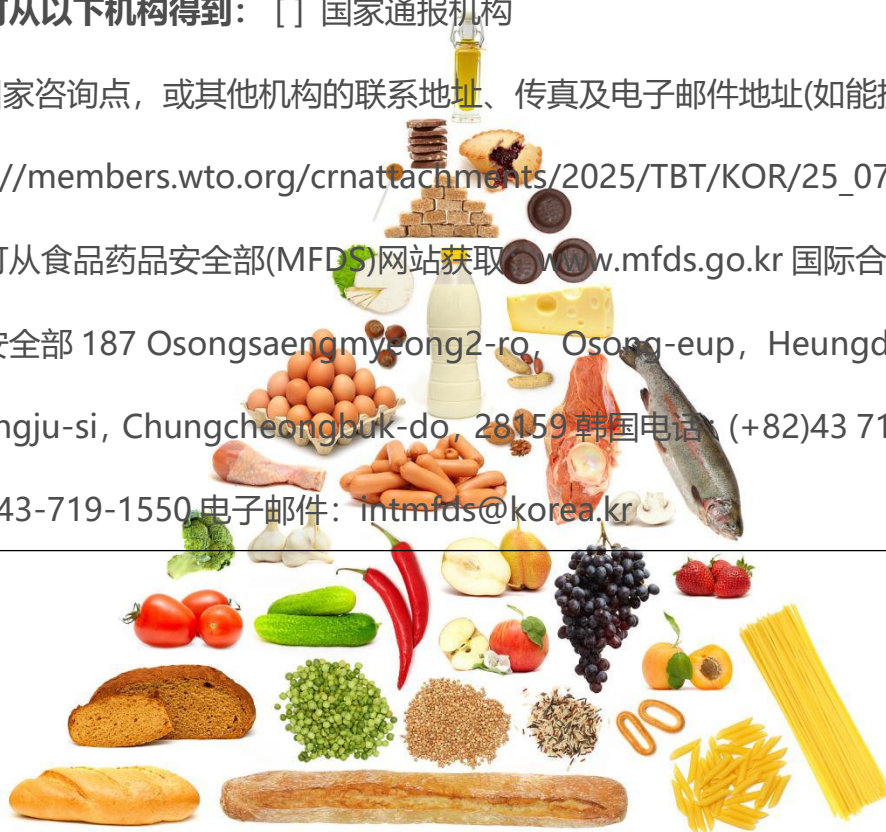 可从以下机构得到： [ ] 国家通报机构
国家咨询点，或其他机构的联系地址、传真及电子邮件地址(如能
//members.wto.org/crnattachments/2025/TBT/KOR/25_07
可从食品药品安全部(MFDS)网站获取：www.mfds.go.kr 国际合
安全部 187 Osongsaengmyeong2-ro，Osong-eup，Heungd
ngju-si, Chungcheongbuk-do, 28159 韩国电话：(+82)43 71
43-719-1550 电子邮件：intmfds@korea.kr